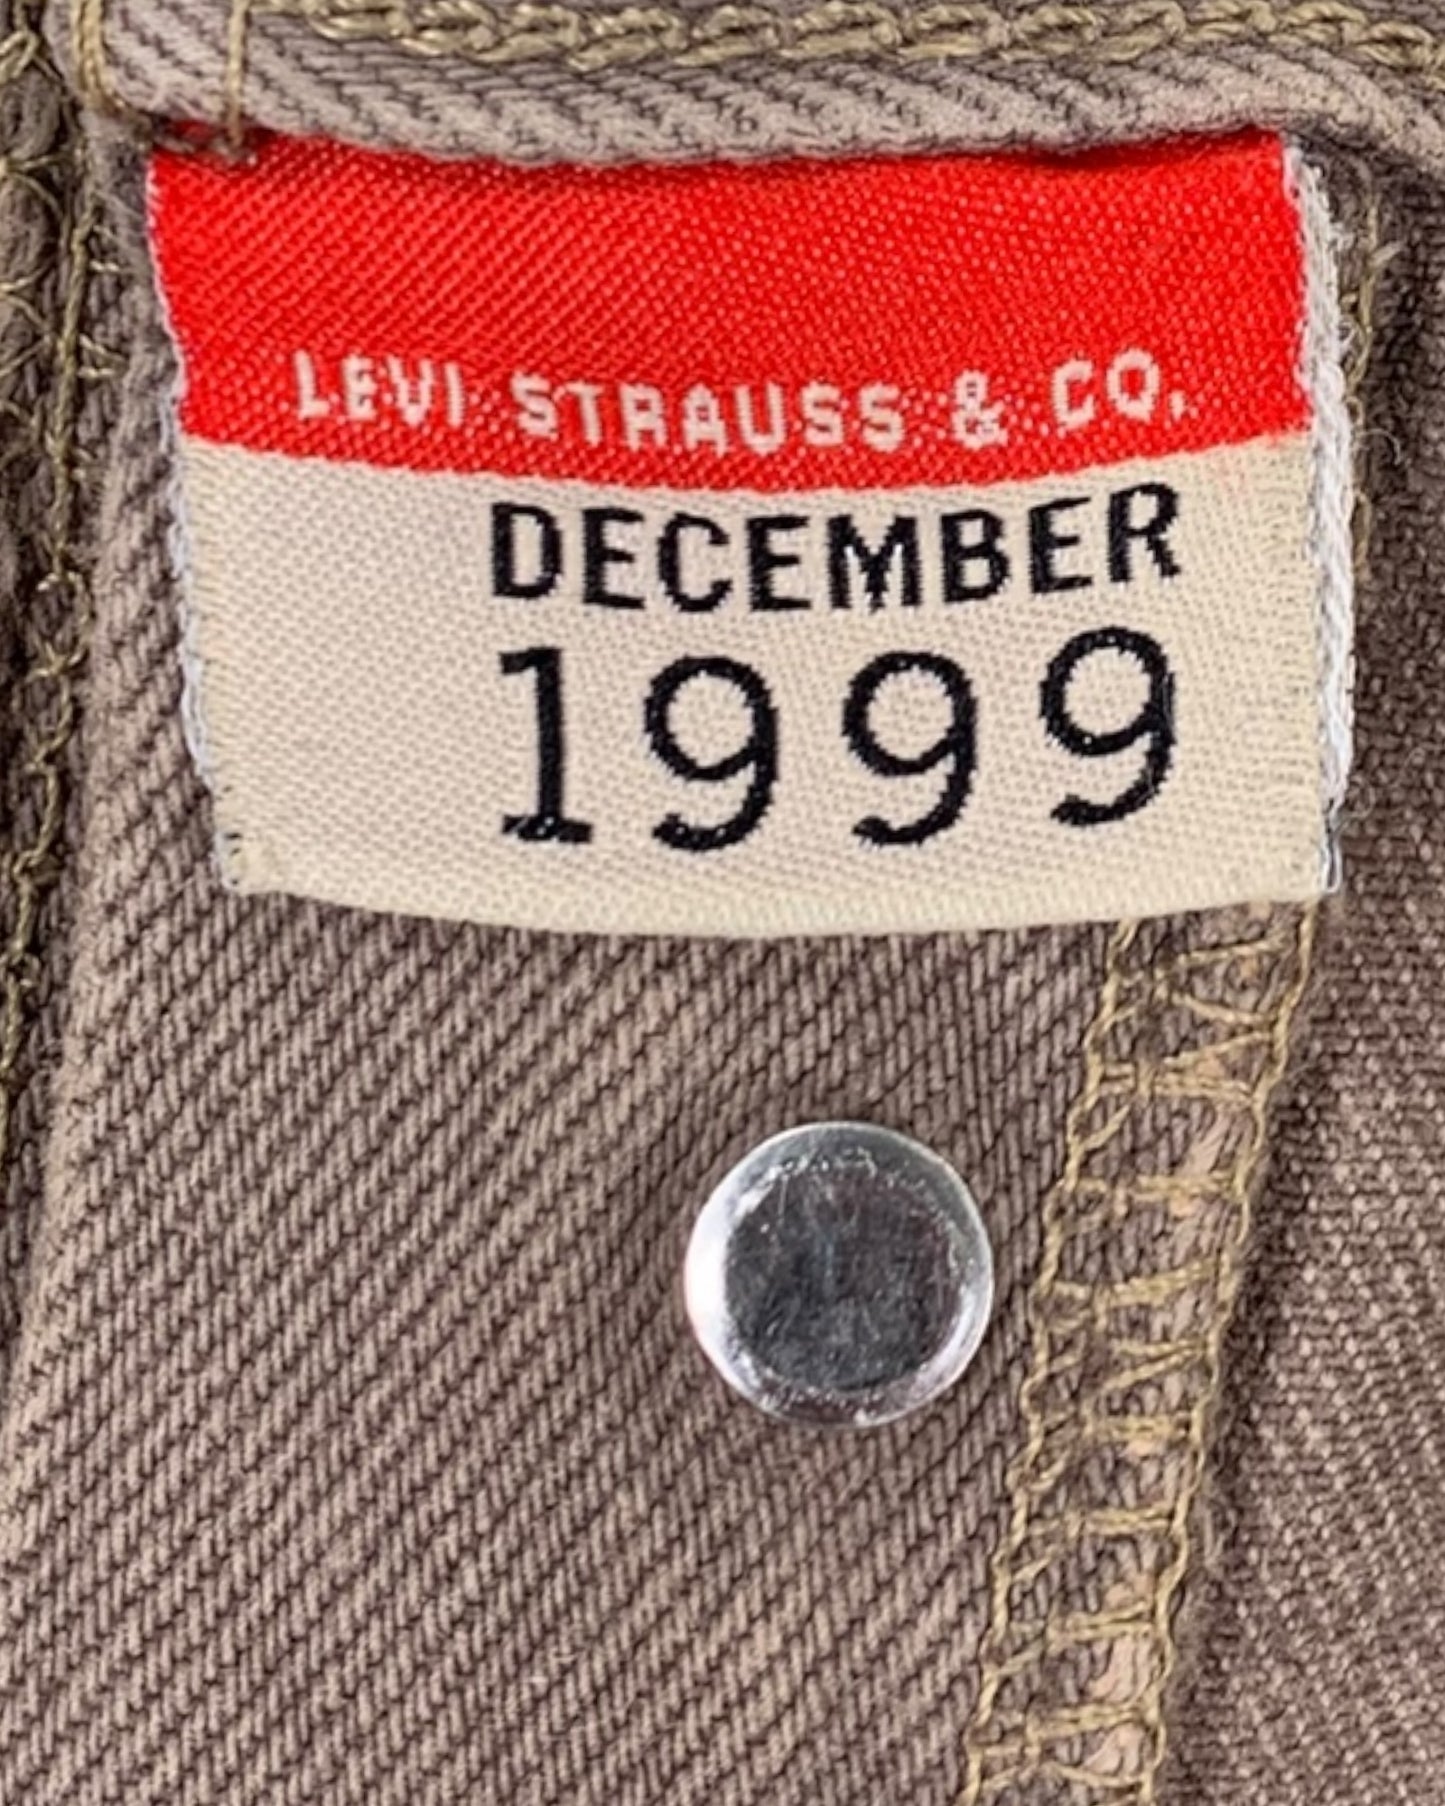 LEVI STRAUSS & CO.
DECEMBER
1999